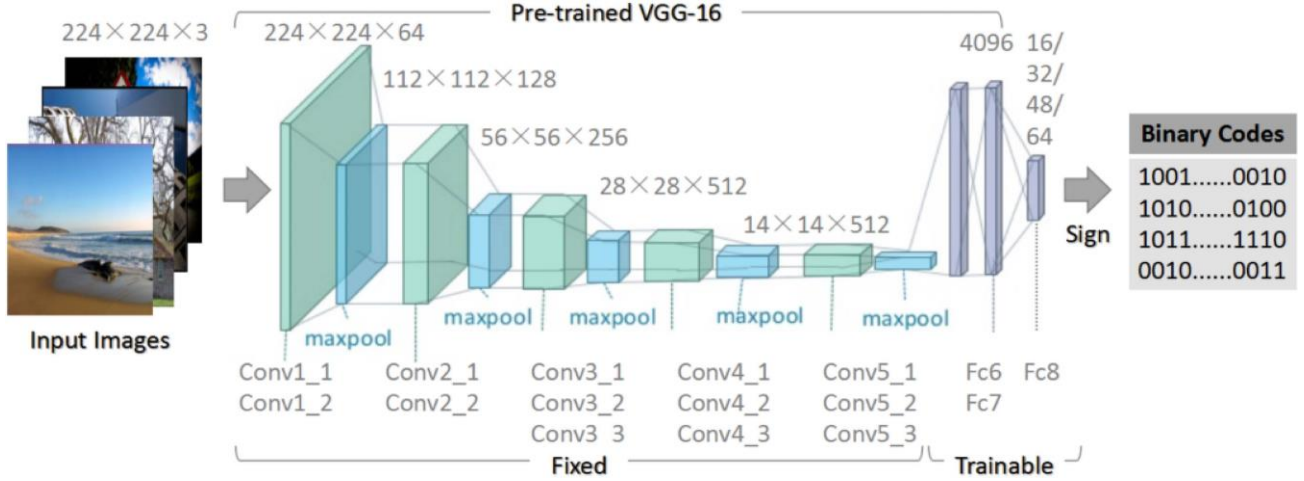 Pre-trained VGG-16
224×224×3
224×224×64
112×112×128
56×56×256
28×28×512
14×14×512
4096
16/
32/
48/
64
Input Images
maxpool
maxpool
maxpool
maxpool
maxpool
Sign
Binary Codes
1001......0010
1010......0100
1011......1110
0010......0011
Conv1_1
Conv1_2
Conv2_1
Conv2_2
Conv3_1
Conv3_2
Conv3_3
Conv4_1
Conv4_2
Conv4_3
Conv5_1
Conv5_2
Conv5_3
Fc6
Fc7
Fc8
Fixed
Trainable